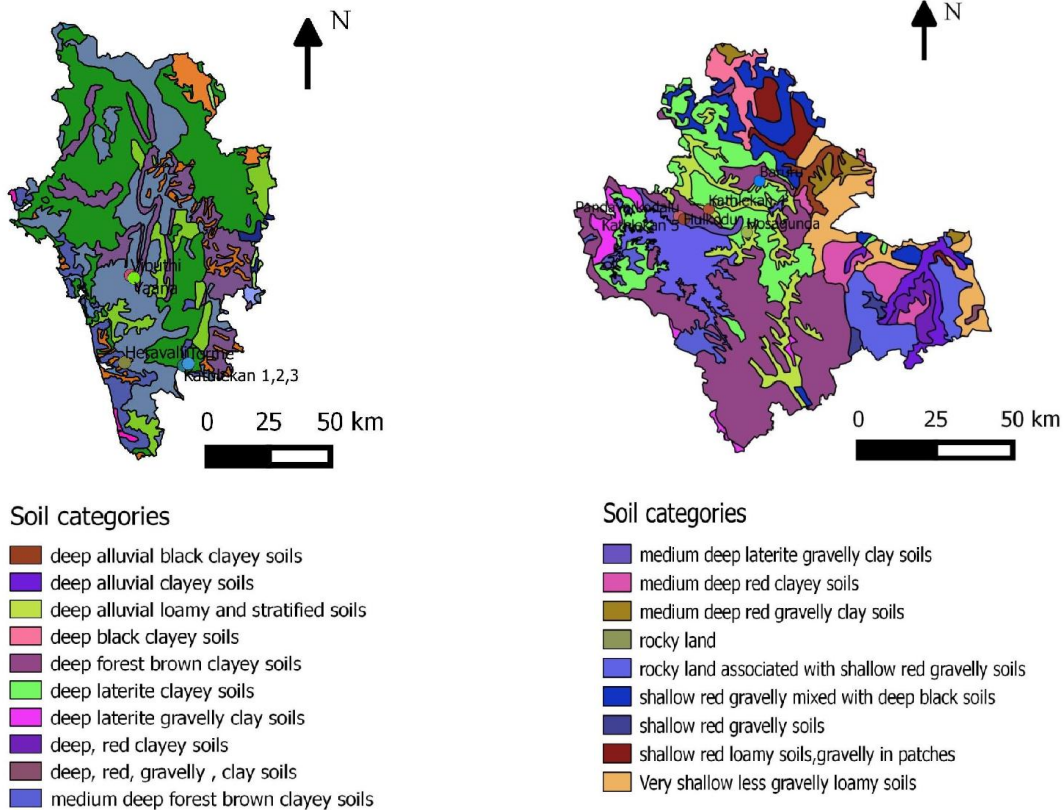 N
Vibuthi
Yaana
Kathlekan 1,2,3
0 25 50 km
N
Kathlekan 4
Hulkodu
Hosagunda
Kathlekan 5
0 25 50 km
Soil categories
deep alluvial black clayey soils
deep alluvial clayey soils
deep alluvial loamy and stratified soils
deep black clayey soils
deep forest brown clayey soils
deep laterite clayey soils
deep laterite gravelly clay soils
deep, red clayey soils
deep, red, gravelly , clay soils
medium deep forest brown clayey soils
Soil categories
medium deep laterite gravelly clay soils
medium deep red clayey soils
medium deep red gravelly clay soils
rocky land
rocky land associated with shallow red gravelly soils
shallow red gravelly mixed with deep black soils
shallow red gravelly soils
shallow red loamy soils,gravelly in patches
Very shallow less gravelly loamy soils